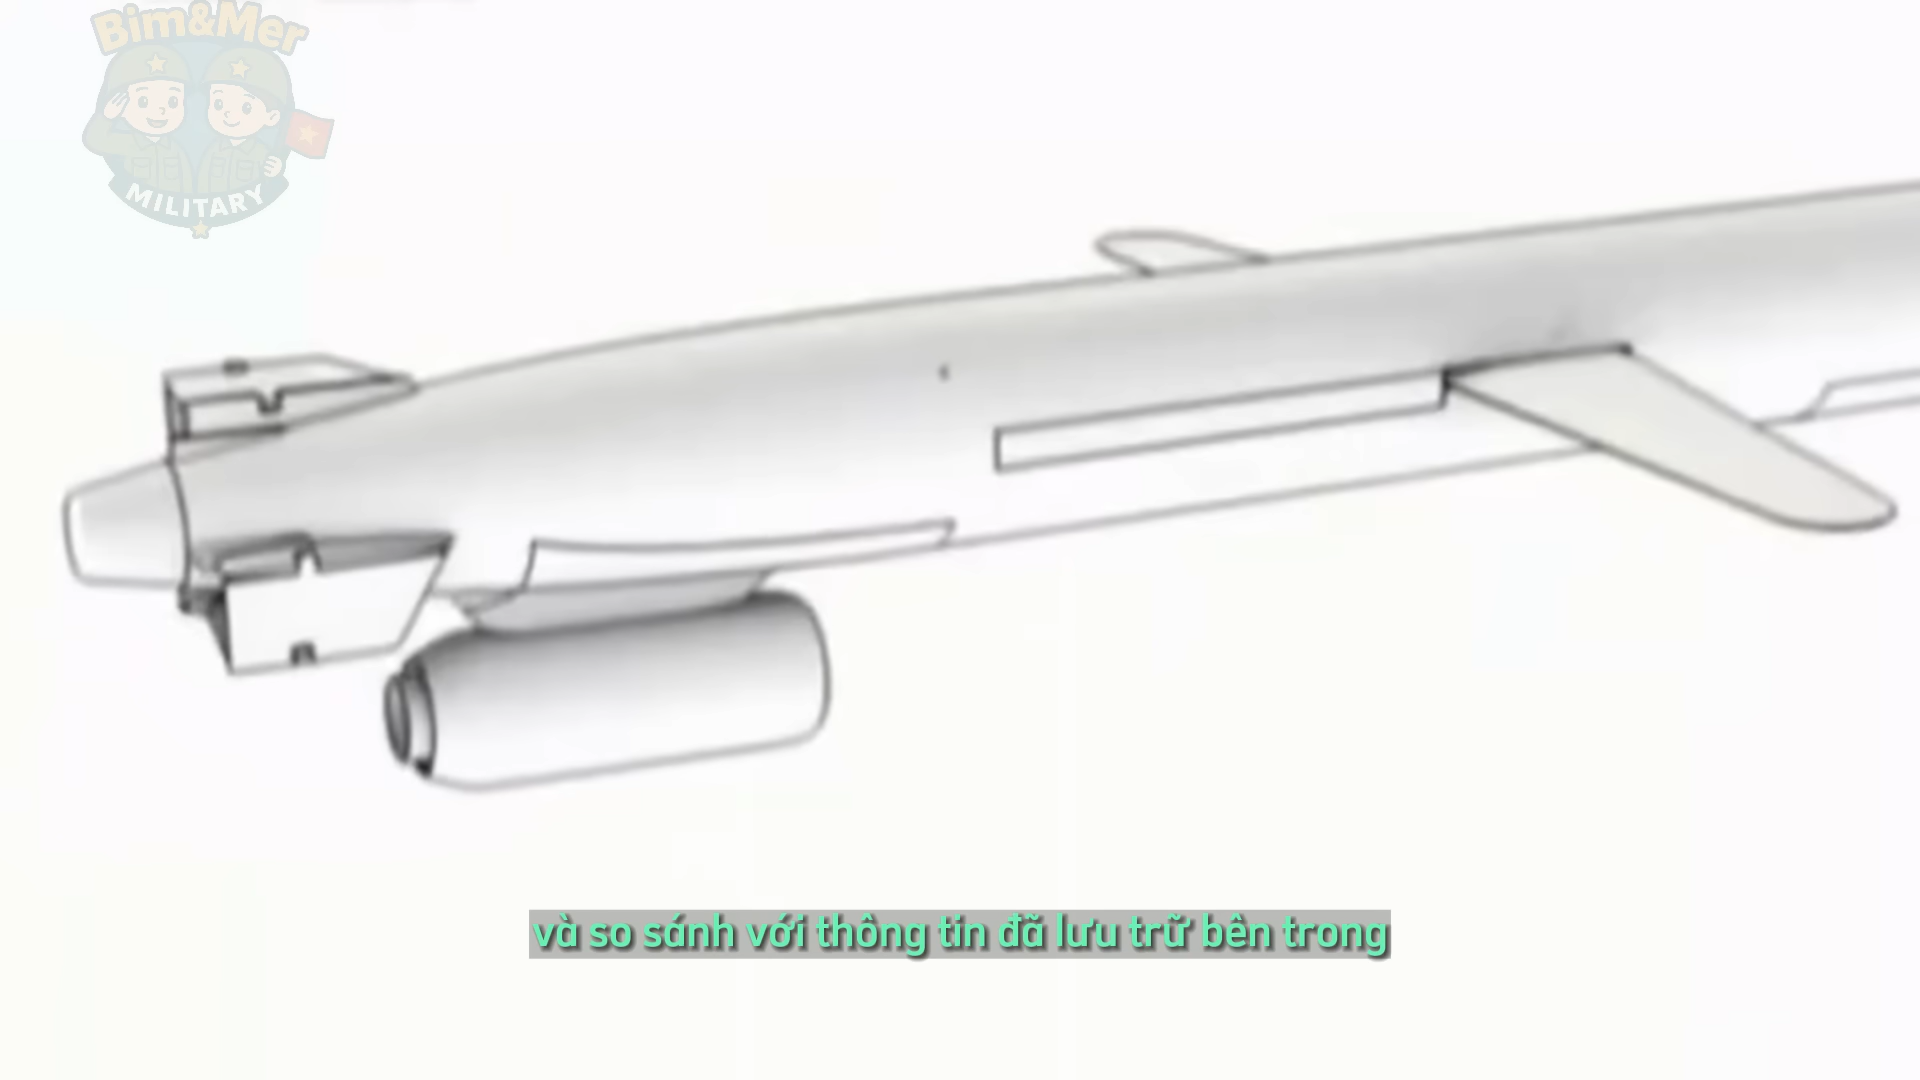 Bim&Mer
MILITARY
và so sánh với thông tin đã lưu trữ bên trong